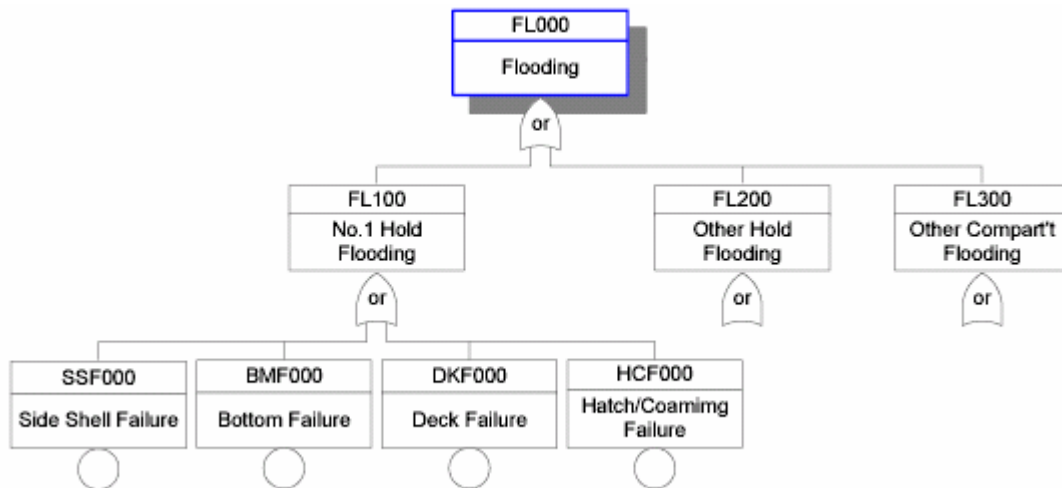 FL000
Flooding
or
FL100
No.1 Hold
Flooding
or
FL200
Other Hold
Flooding
or
FL300
Other Compart't
Flooding
or
SSF000
Side Shell Failure
BMF000
Bottom Failure
DKF000
Deck Failure
HCF000
Hatch/Coamimg
Failure